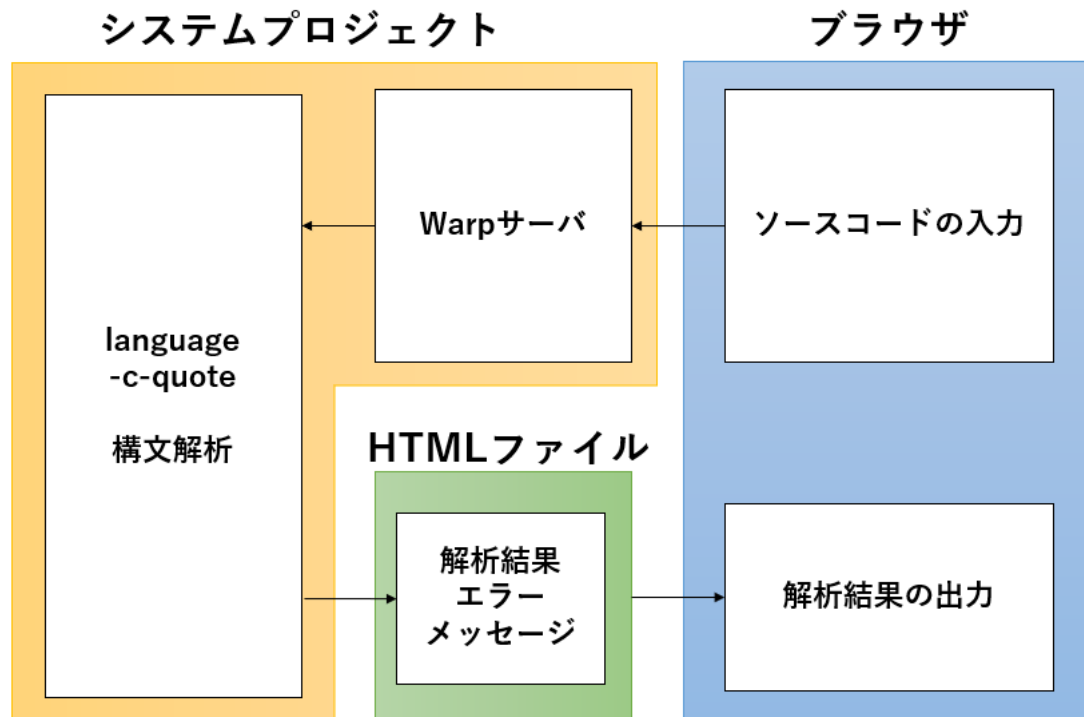 システムプロジェクト
ブラウザ
language
-c-quote
構文解析
Warpサーバ
ソースコードの入力
HTMLファイル
解析結果
エラー
メッセージ
解析結果の出力